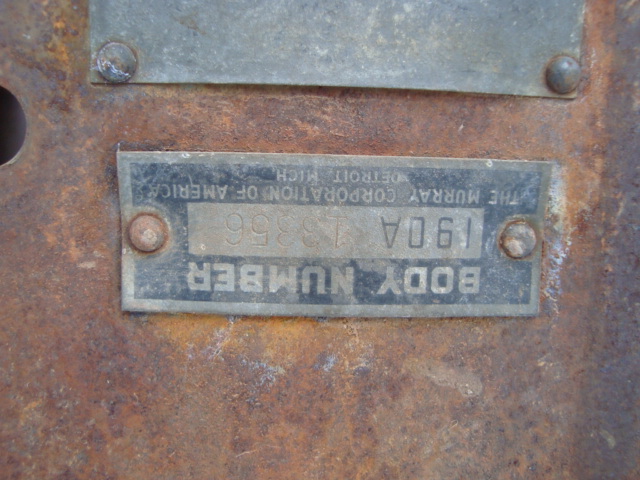 BODY NUMBER
190A 13356
THE MURRAY CORPORATION OF AMERICA
DETROIT MICH